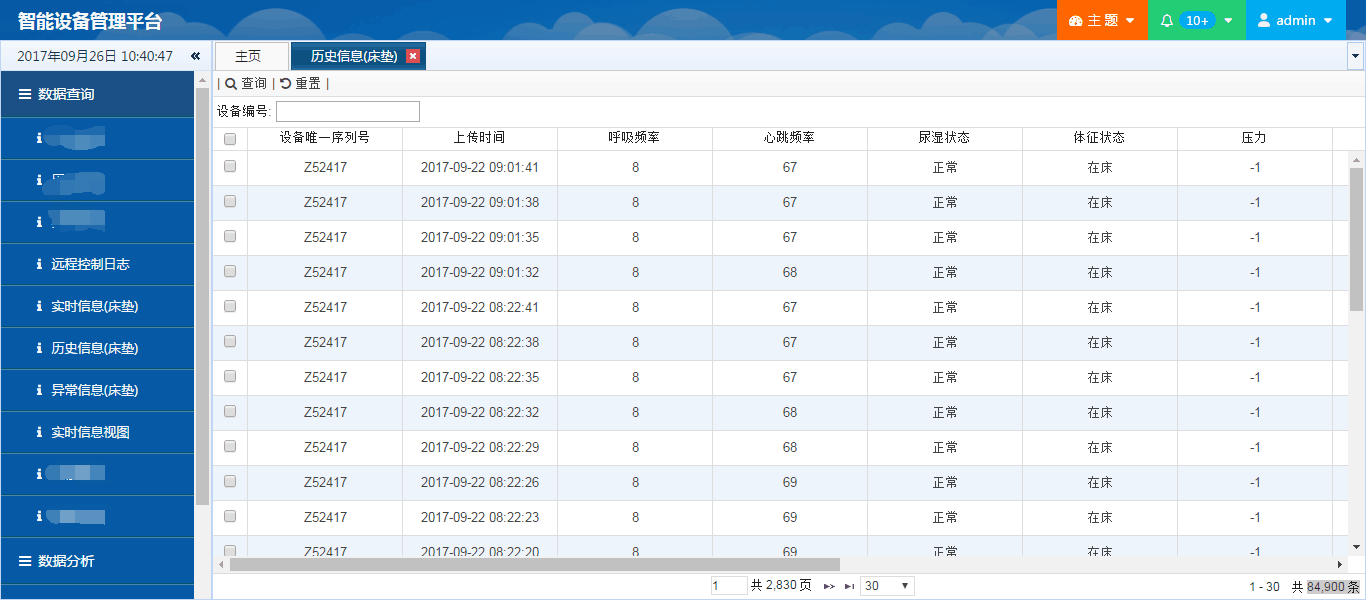 智能设备管理平台
主 题
10+
admin
2017年09月26日 10:40:47 «
主页
历史信息(床垫)
数据查询
远程控制日志
实时信息(床垫)
历史信息(床垫)
异常信息(床垫)
实时信息视图
数据分析
| 查询 | 重置 |
设备编号:
设备唯一序列号 上传时间 呼吸频率 心跳频率 尿湿状态 体征状态 压力
Z52417 2017-09-22 09:01:41 8 67 正常 在床 -1
Z52417 2017-09-22 09:01:38 8 67 正常 在床 -1
Z52417 2017-09-22 09:01:35 8 67 正常 在床 -1
Z52417 2017-09-22 09:01:32 8 68 正常 在床 -1
Z52417 2017-09-22 08:22:41 8 67 正常 在床 -1
Z52417 2017-09-22 08:22:38 8 67 正常 在床 -1
Z52417 2017-09-22 08:22:35 8 67 正常 在床 -1
Z52417 2017-09-22 08:22:32 8 68 正常 在床 -1
Z52417 2017-09-22 08:22:29 8 68 正常 在床 -1
Z52417 2017-09-22 08:22:26 8 69 正常 在床 -1
Z52417 2017-09-22 08:22:23 8 69 正常 在床 -1
Z52417 2017-09-22 08:22:20 8 69 正常 在床 -1
1 共 2,830 页 30
1 - 30 共 84,900 条